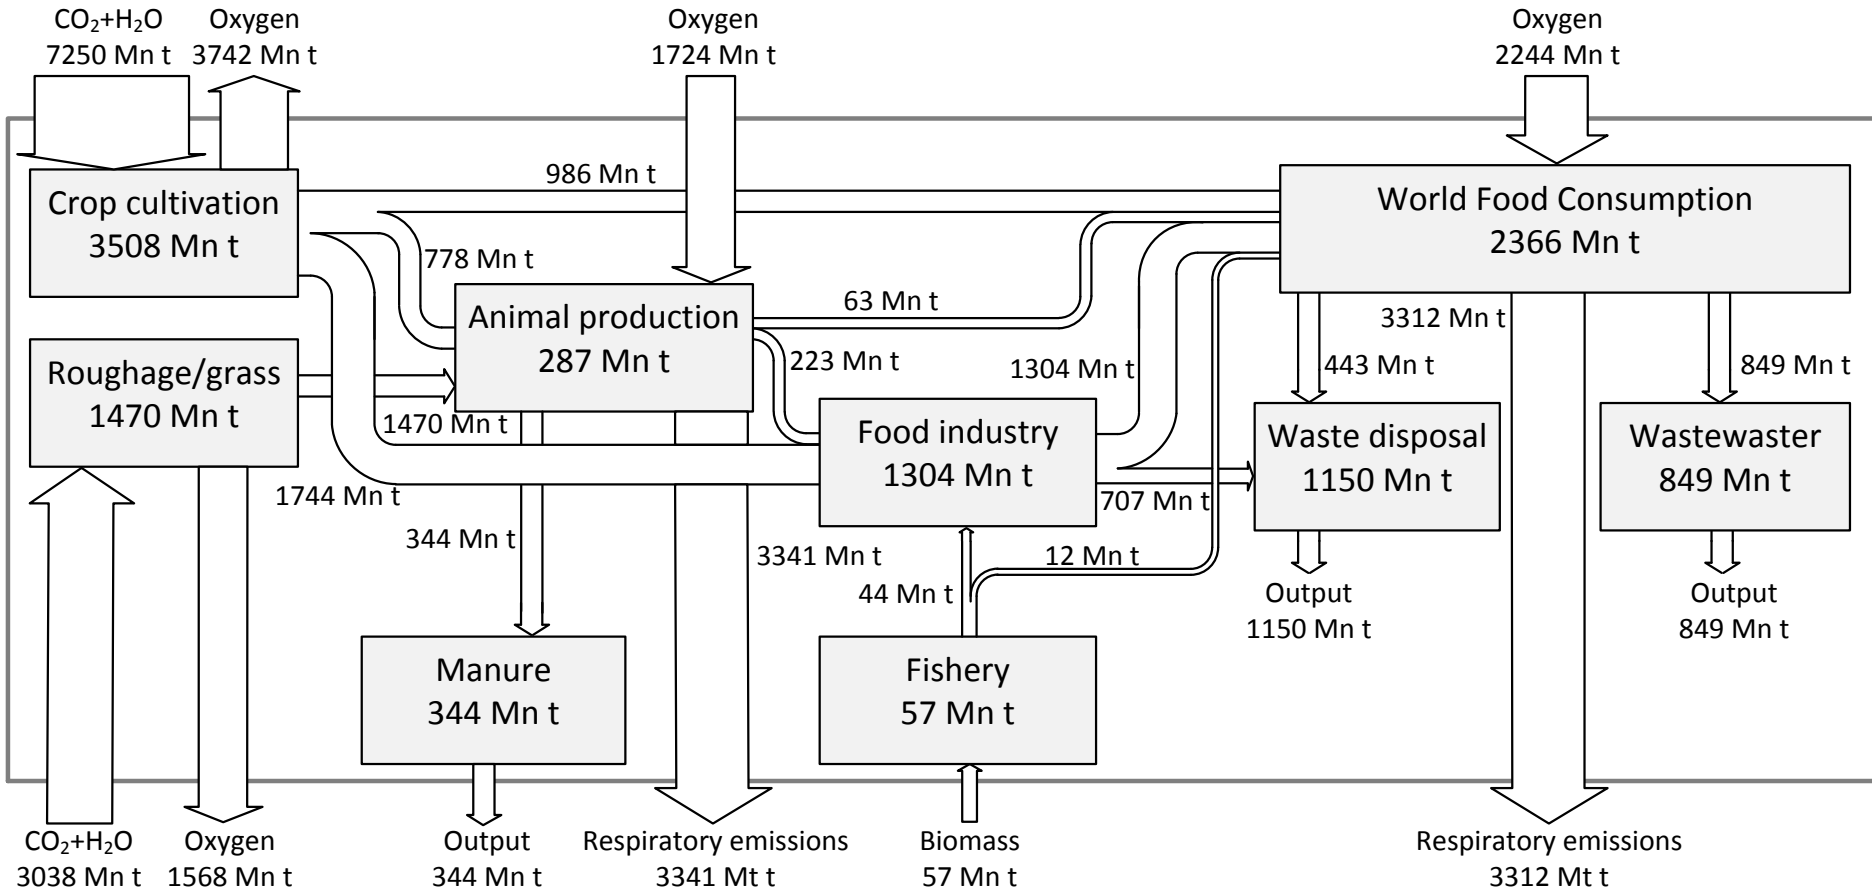 CO₂+H₂O
7250 Mn t
Oxygen
3742 Mn t
Oxygen
1724 Mn t
Oxygen
2244 Mn t
Crop cultivation
3508 Mn t
986 Mn t
World Food Consumption
2366 Mn t
778 Mn t
Animal production
287 Mn t
63 Mn t
223 Mn t
1304 Mn t
3312 Mn t
443 Mn t
849 Mn t
Roughage/grass
1470 Mn t
1470 Mn t
Food industry
1304 Mn t
Waste disposal
1150 Mn t
Wastewaster
849 Mn t
1744 Mn t
707 Mn t
344 Mn t
3341 Mn t
12 Mn t
44 Mn t
Output
1150 Mn t
Output
849 Mn t
Manure
344 Mn t
Fishery
57 Mn t
CO₂+H₂O
3038 Mn t
Oxygen
1568 Mn t
Output
344 Mn t
Respiratory emissions
3341 Mt t
Biomass
57 Mn t
Respiratory emissions
3312 Mt t